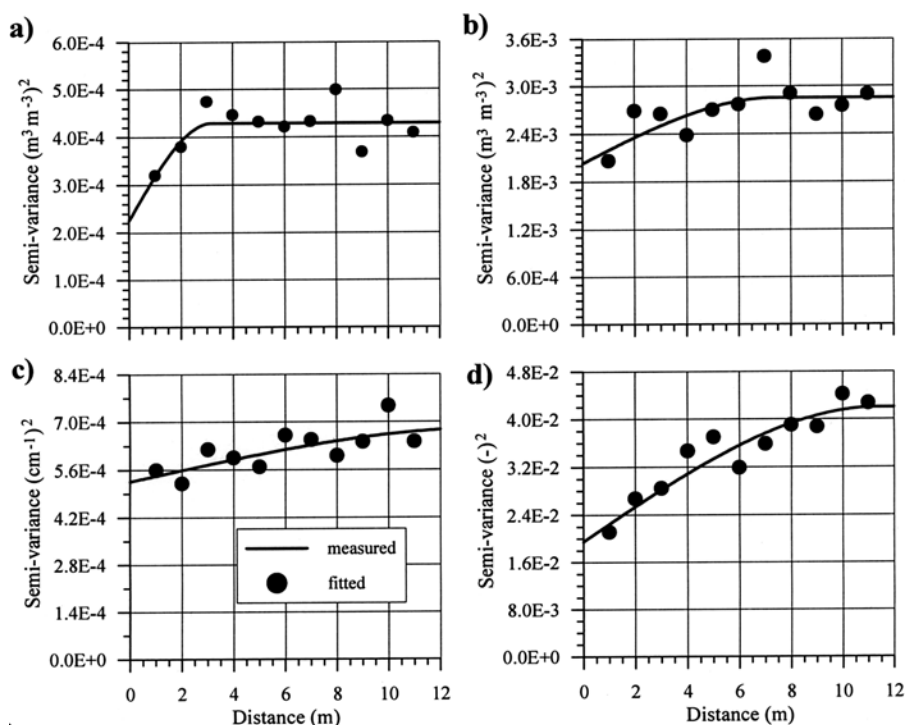 a)
6.0E-4
5.0E-4
4.0E-4
3.0E-4
2.0E-4
1.0E-4
0.0E+0
Semi-variance (m³ m⁻³)²
b)
3.6E-3
3.0E-3
2.4E-3
1.8E-3
1.2E-3
6.0E-4
0.0E+0
Semi-variance (m³ m⁻³)²
c)
8.4E-4
7.0E-4
5.6E-4
4.2E-4
2.8E-4
1.4E-4
0.0E+0
Semi-variance (cm⁻¹)²
measured
fitted
0 2 4 6 8 10 12
Distance (m)
d)
4.8E-2
4.0E-2
3.2E-2
2.4E-2
1.6E-2
8.0E-3
0.0E+0
Semi-variance (-)²
0 2 4 6 8 10 12
Distance (m)